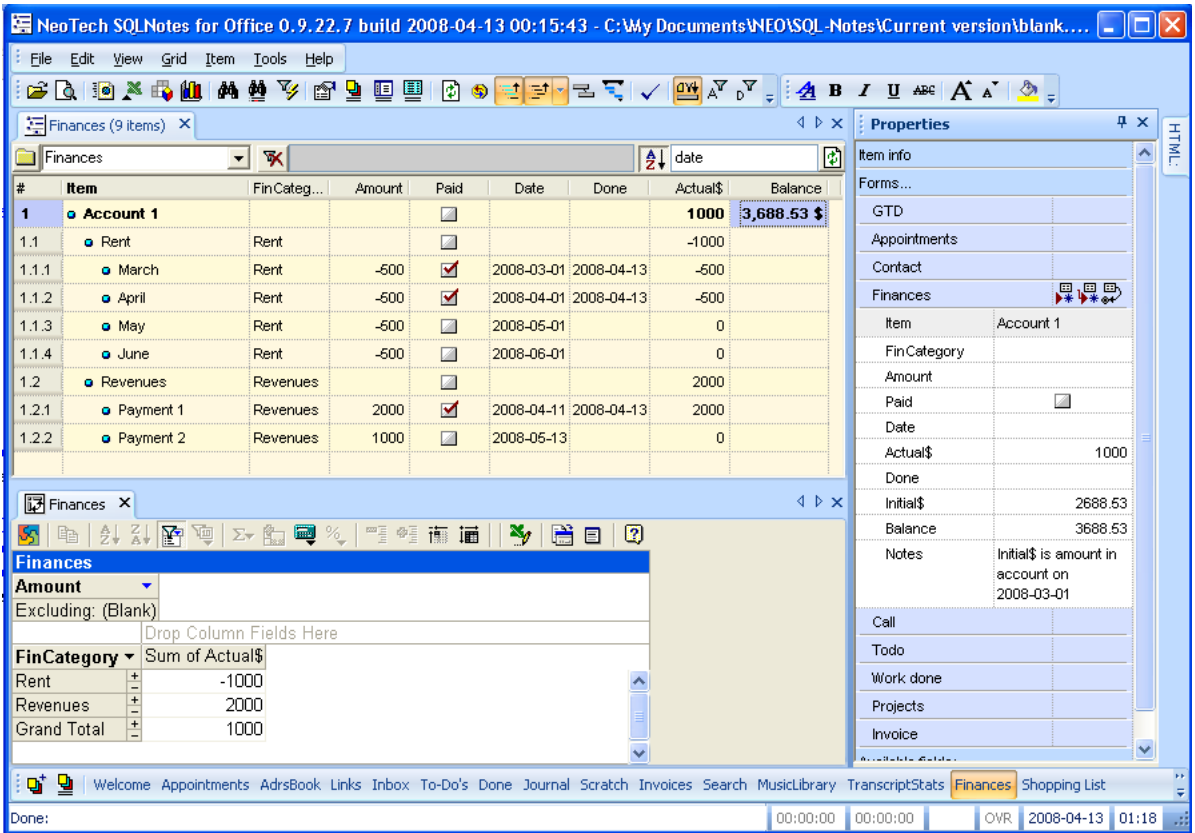 NeoTech SQLNotes for Office 0.9.22.7 build 2008-04-13 00:15:43 - C:\My Documents\NEO\SQL-Notes\Current version\blank....
File Edit View Grid Item Tools Help
B I U ABC A A
Finances (9 items)
Finances date
# Item FinCateg... Amount Paid Date Done Actual$ Balance
1 Account 1 1000 3,688.53 $
1.1 Rent Rent -1000
1.1.1 March Rent -500 2008-03-01 2008-04-13 -500
1.1.2 April Rent -500 2008-04-01 2008-04-13 -500
1.1.3 May Rent -500 2008-05-01 0
1.1.4 June Rent -500 2008-06-01 0
1.2 Revenues Revenues 2000
1.2.1 Payment 1 Revenues 2000 2008-04-11 2008-04-13 2000
1.2.2 Payment 2 Revenues 1000 2008-05-13 0
Finances
Finances
Amount
Excluding: (Blank)
Drop Column Fields Here
FinCategory Sum of Actual$
Rent -1000
Revenues 2000
Grand Total 1000
Properties
HTML:
Item info
Forms...
GTD
Appointments
Contact
Finances
Item Account 1
FinCategory
Amount
Paid
Date
Actual$ 1000
Done
Initial$ 2688.53
Balance 3688.53
Notes Initial$ is amount in
account on
2008-03-01
Call
Todo
Work done
Projects
Invoice
Welcome Appointments AdrsBook Links Inbox To-Do's Done Journal Scratch Invoices Search MusicLibrary TranscriptStats Finances Shopping List
Done: 00:00:00 00:00:00 OVR 2008-04-13 01:18